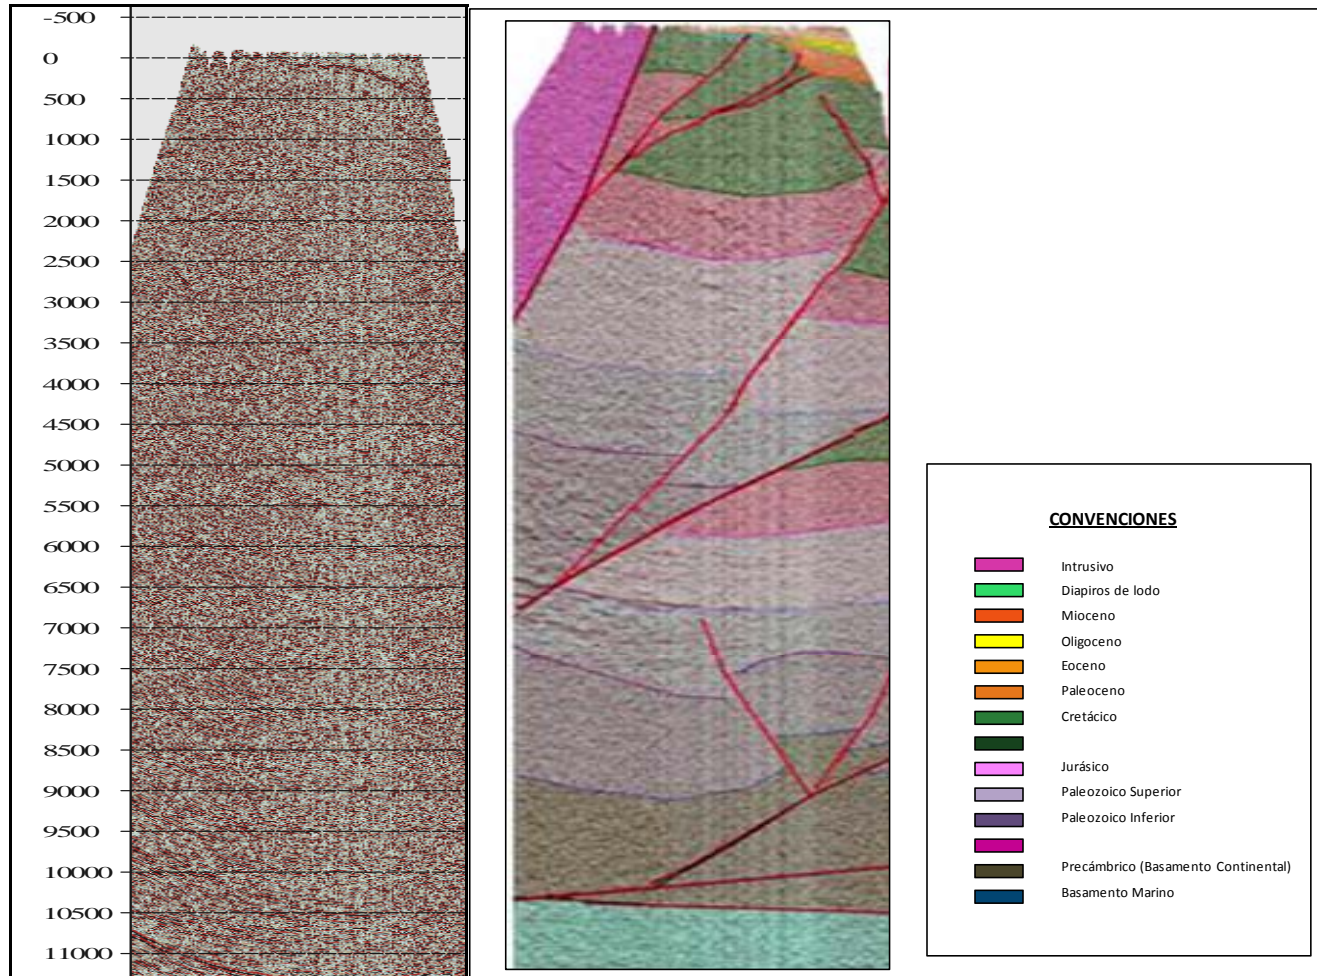 -500
0
500
1000
1500
2000
2500
3000
3500
4000
4500
5000
5500
6000
6500
7000
7500
8000
8500
9000
9500
10000
10500
11000
CONVENCIONES
Intrusivo
Diapiros de lodo
Mioceno
Oligoceno
Eoceno
Paleoceno
Cretácico
Jurásico
Paleozoico Superior
Paleozoico Inferior
Precámbrico (Basamento Continental)
Basamento Marino